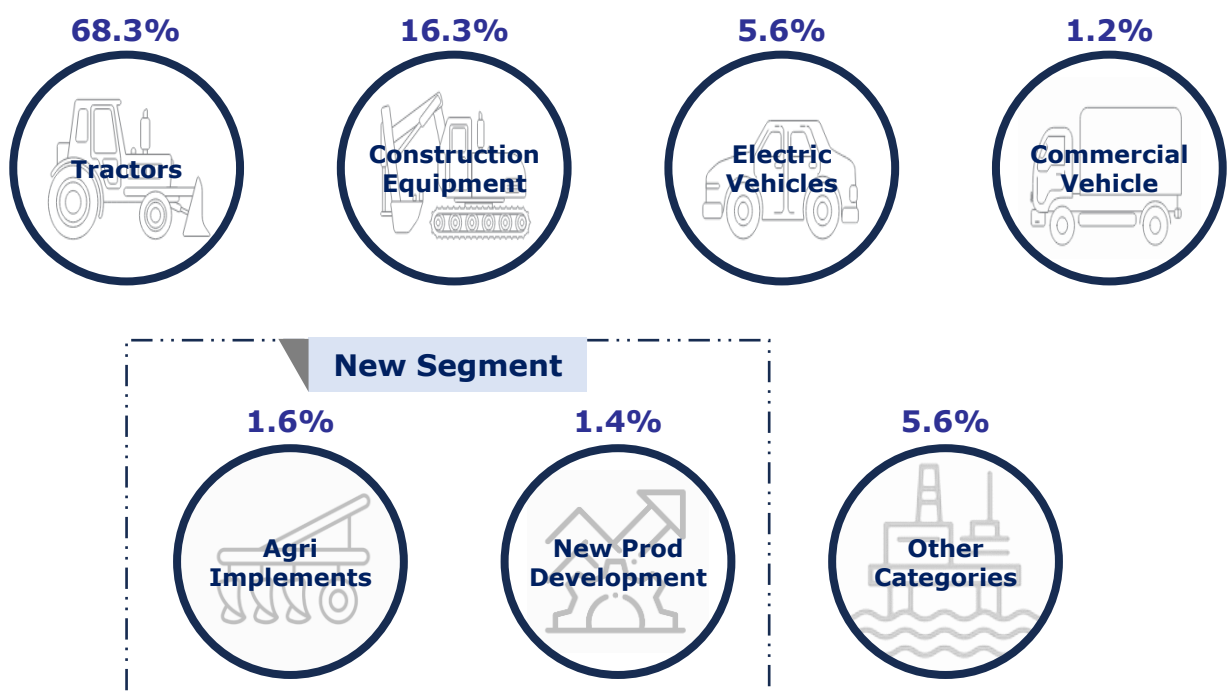 68.3%
16.3%
5.6%
1.2%
Tractors
Construction
Equipment
Electric
Vehicles
Commercial
Vehicle
New Segment
1.6%
1.4%
5.6%
Agri
Implements
New Prod
Development
Other
Categories